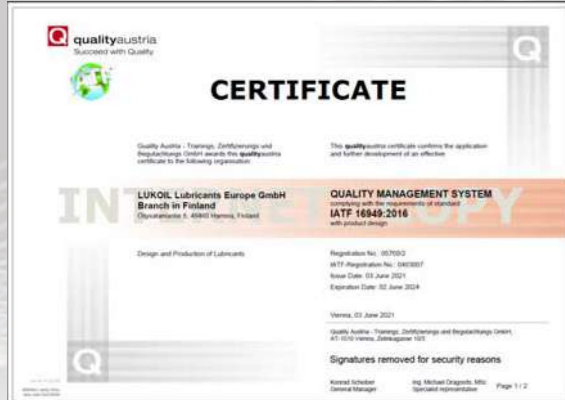 qualityaustria
Succeed with Quality
CERTIFICATE
Quality Austria - Trainings, Zertifizierungs und
Begutachtungs GmbH awards this qualityaustria
certificate to the following organisation:
This qualityaustria certificate confirms the application
and further development of an effective
LUKOIL Lubricants Europe GmbH
Branch in Finland
Hamina, Finland
QUALITY MANAGEMENT SYSTEM
complying with the requirements of standard
IATF 16949:2016
with product design
INTERNET COPY
Design and Production of Lubricants
Registration No.: 05709/2
IATF-Registration No.: 0403007
Issue Date: 03 June 2021
Expiration Date: 02 June 2024
Vienna, 03 June 2021
Quality Austria - Trainings, Zertifizierungs und Begutachtungs GmbH,
AT-1010 Vienna, Zelinkagasse 10/3
Signatures removed for security reasons
Konrad Scheiber
General Manager
Ing. Michael Dragosits, MSc
Specialist representative
Page 1 / 2